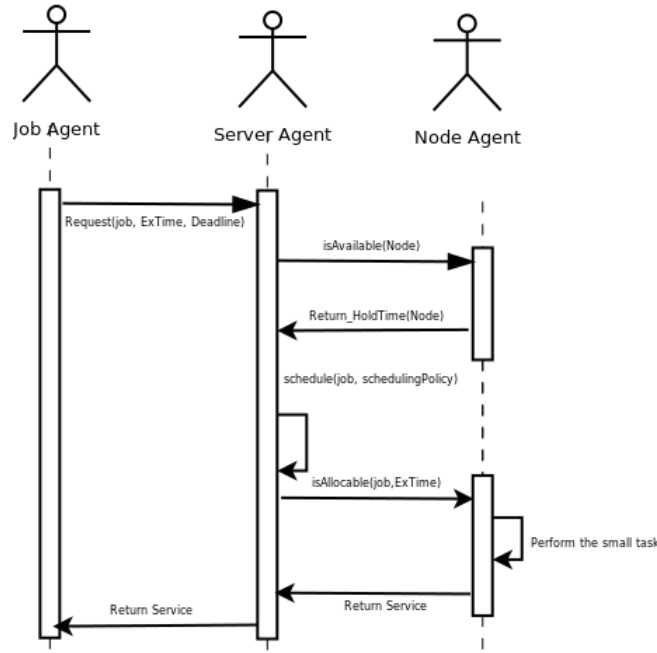 Job Agent
Server Agent
Node Agent
Request(job, ExTime, Deadline)
isAvailable(Node)
Return_HoldTime(Node)
schedule(job, schedulingPolicy)
isAllocable(job,ExTime)
Perform the small task
Return Service
Return Service